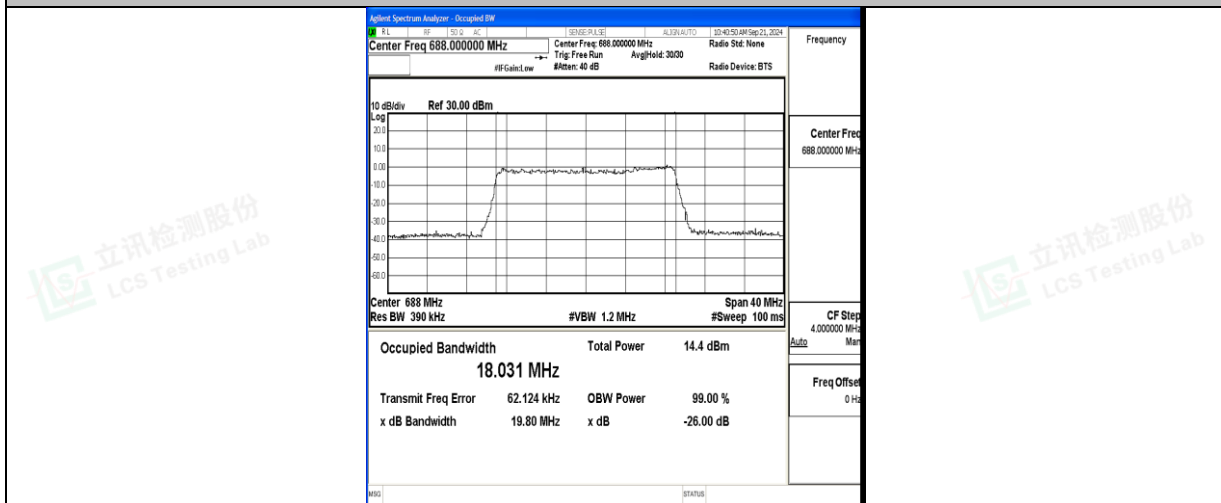 Agilent Spectrum Analyzer - Occupied BW
RL RF 50 Ω AC SENSE:PULSE ALIGN AUTO 10:40:50 AM Sep 21, 2024
Center Freq 688.000000 MHz Center Freq: 688.000000 MHz Radio Std: None Frequency
Trig: Free Run Avg|Hold: 30/30
#IFGain:Low #Atten: 40 dB Radio Device: BTS
10 dB/div Ref 30.00 dBm
Log
20.0
10.0
0.00
-10.0
-20.0
-30.0
-40.0
-50.0
-60.0
Center Freq
688.000000 MHz
Center 688 MHz Span 40 MHz
Res BW 390 kHz #VBW 1.2 MHz #Sweep 100 ms
CF Step
4.000000 MHz
Auto Man
Occupied Bandwidth Total Power 14.4 dBm
18.031 MHz
Transmit Freq Error 62.124 kHz OBW Power 99.00 %
x dB Bandwidth 19.80 MHz x dB -26.00 dB
Freq Offset
0 Hz
MSG STATUS
立讯检测股份
LCS Testing Lab
立讯检测股份
LCS Testing Lab